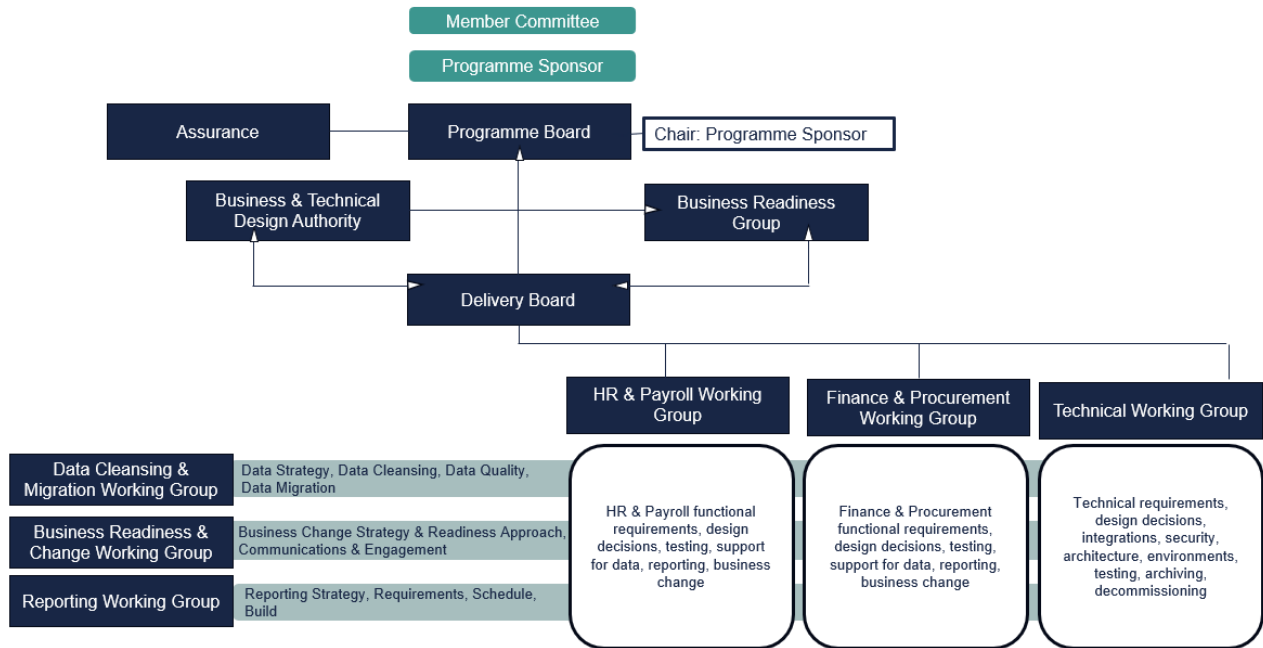 Member Committee
Programme Sponsor
Assurance
Programme Board
Chair: Programme Sponsor
Business & Technical
Design Authority
Business Readiness
Group
Delivery Board
HR & Payroll Working
Group
Finance & Procurement
Working Group
Technical Working Group
Data Cleansing &
Migration Working Group
Data Strategy, Data Cleansing, Data Quality,
Data Migration
Business Readiness &
Change Working Group
Business Change Strategy & Readiness Approach,
Communications & Engagement
Reporting Working Group
Reporting Strategy, Requirements, Schedule,
Build
HR & Payroll functional
requirements, design
decisions, testing, support
for data, reporting, business
change
Finance & Procurement
functional requirements,
design decisions, testing,
support for data, reporting,
business change
Technical requirements,
design decisions,
integrations, security,
architecture, environments,
testing, archiving,
decommissioning